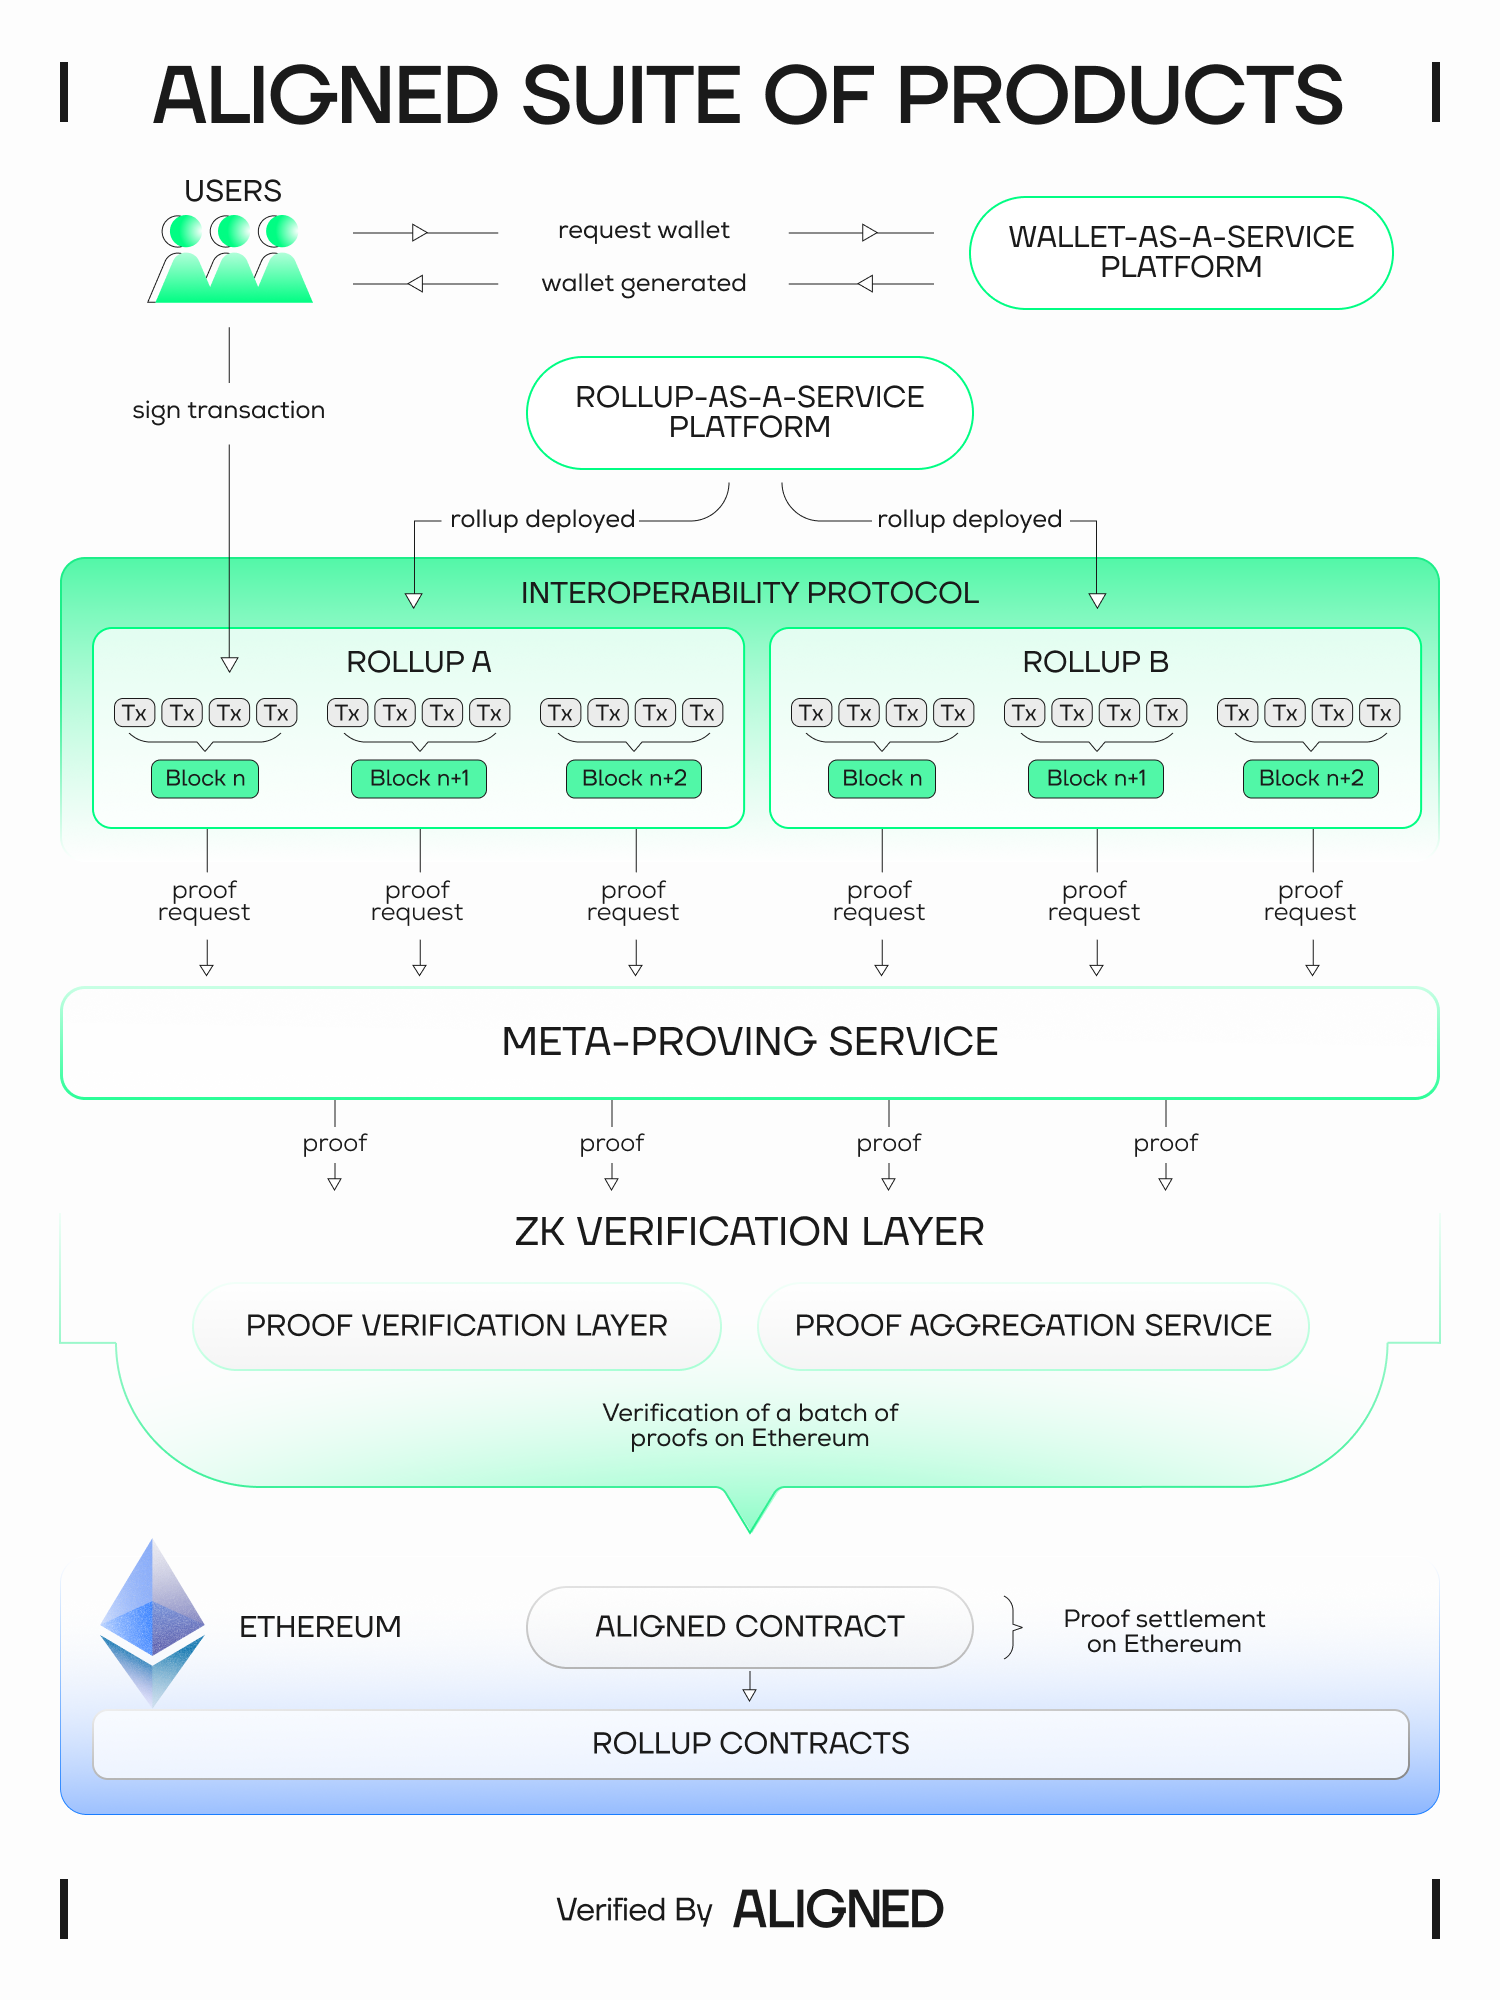 ALIGNED SUITE OF PRODUCTS
USERS
request wallet
wallet generated
WALLET-AS-A-SERVICE
PLATFORM
sign transaction
ROLLUP-AS-A-SERVICE
PLATFORM
rollup deployed
rollup deployed
INTEROPERABILITY PROTOCOL
ROLLUP A
Tx Tx Tx Tx
Tx Tx Tx Tx
Tx Tx Tx Tx
Block n
Block n+1
Block n+2
ROLLUP B
Tx Tx Tx Tx
Tx Tx Tx Tx
Tx Tx Tx Tx
Block n
Block n+1
Block n+2
proof
request
proof
request
proof
request
proof
request
proof
request
proof
request
META-PROVING SERVICE
proof
proof
proof
proof
ZK VERIFICATION LAYER
PROOF VERIFICATION LAYER
PROOF AGGREGATION SERVICE
Verification of a batch of
proofs on Ethereum
ETHEREUM
ALIGNED CONTRACT
Proof settlement
on Ethereum
ROLLUP CONTRACTS
Verified By ALIGNED